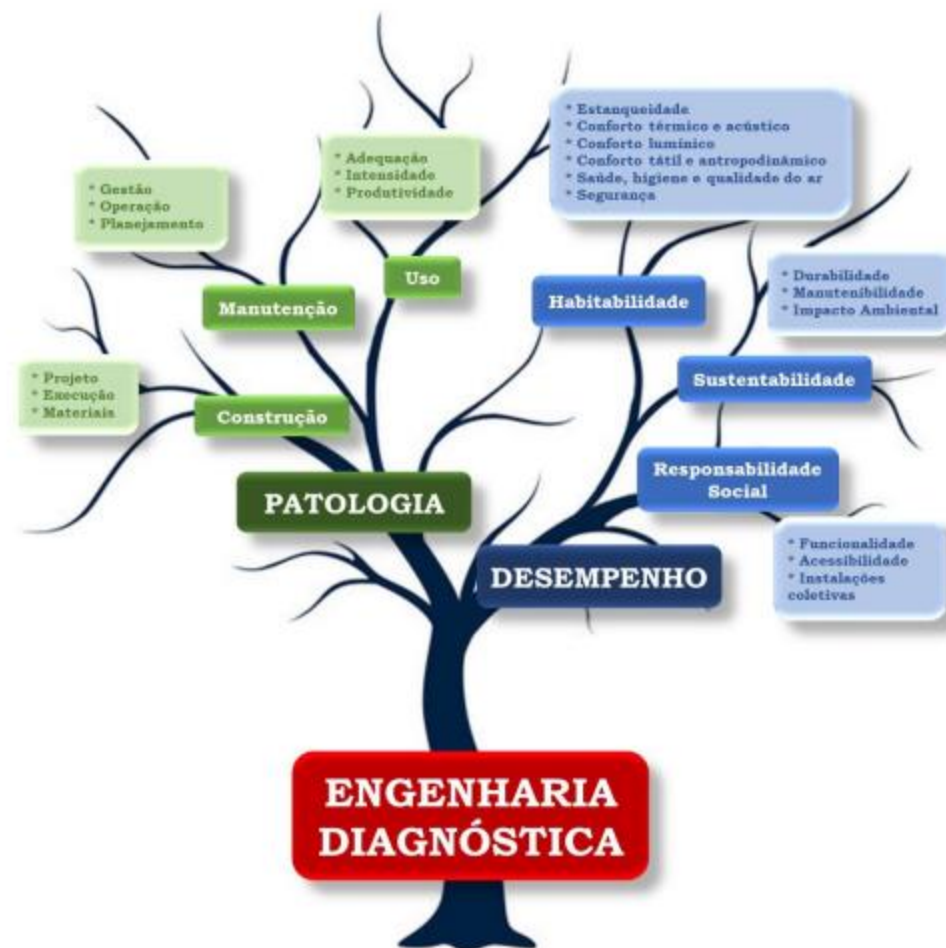 * Estanqueidade
* Conforto térmico e acústico
* Conforto lumínico
* Conforto tátil e antropodinâmico
* Saúde, higiene e qualidade do ar
* Segurança
* Adequação
* Intensidade
* Produtividade
* Gestão
* Operação
* Planejamento
Uso
Manutenção
Habitabilidade
* Durabilidade
* Manutenibilidade
* Impacto Ambiental
* Projeto
* Execução
* Materiais
Construção
Sustentabilidade
Responsabilidade
Social
PATOLOGIA
DESEMPENHO
* Funcionalidade
* Acessibilidade
* Instalações
coletivas
ENGENHARIA
DIAGNÓSTICA